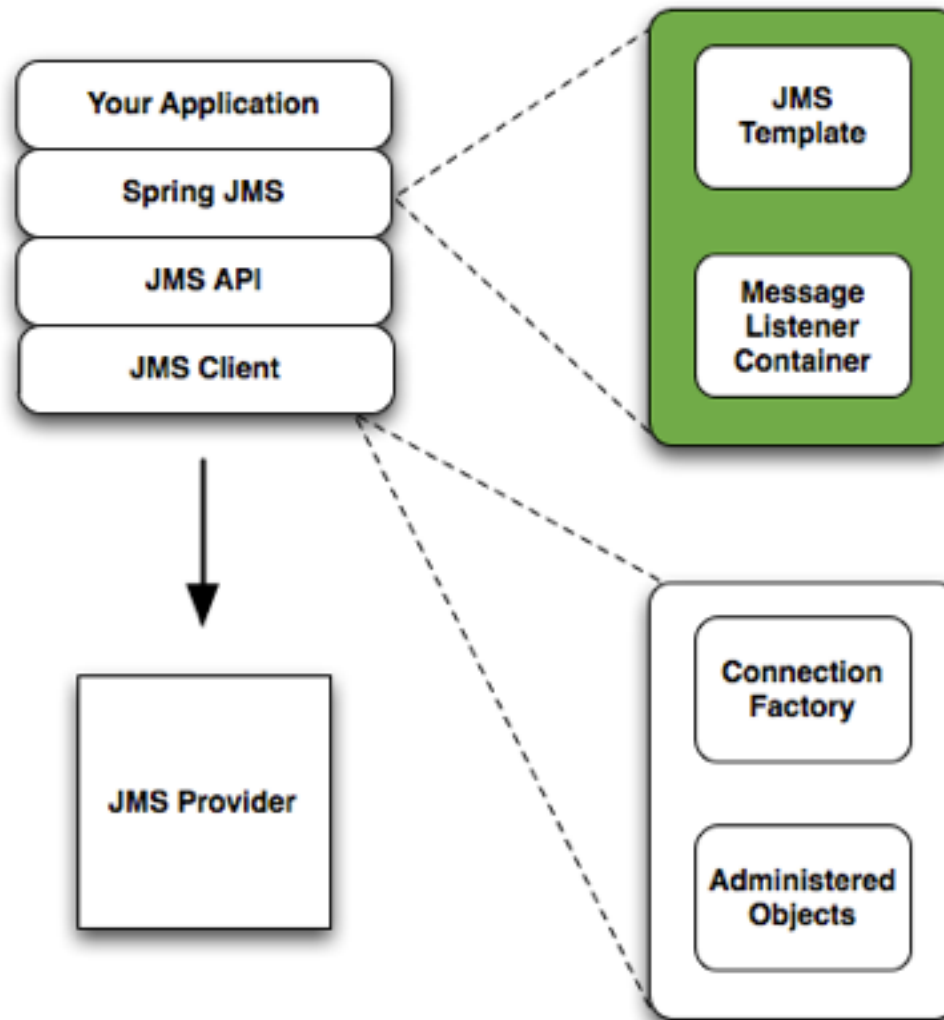 Your Application
Spring JMS
JMS API
JMS Client
JMS Provider
JMS
Template
Message
Listener
Container
Connection
Factory
Administered
Objects